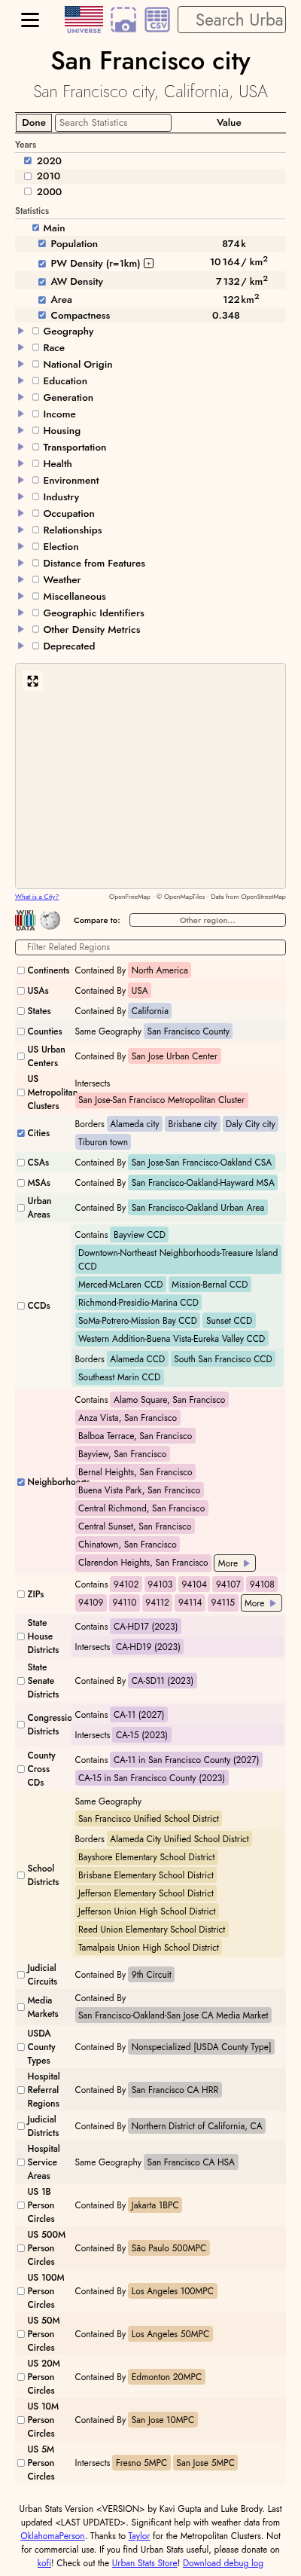 UNIVERSE
CSV
Search Urba
San Francisco city
San Francisco city, California, USA
Done
Search Statistics
Value
Years
2020
2010
2000
Statistics
Main
Population 874k
PW Density (r=1km) + 10 164 / km2
AW Density 7 132 / km2
Area 122 km2
Compactness 0.348
Geography
Race
National Origin
Education
Generation
Income
Housing
Transportation
Health
Environment
Industry
Occupation
Relationships
Election
Distance from Features
Weather
Miscellaneous
Geographic Identifiers
Other Density Metrics
Deprecated
What is a City? OpenFreeMap · © OpenMapTiles · Data from OpenStreetMap
WIKI
DATA
Compare to: Other region...
Filter Related Regions
Continents Contained By North America
USAs Contained By USA
States Contained By California
Counties Same Geography San Francisco County
US Urban
Centers
Contained By San Jose Urban Center
US
Metropolitan
Clusters
Intersects
San Jose-San Francisco Metropolitan Cluster
Cities
Borders Alameda city Brisbane city Daly City city
Tiburon town
CSAs Contained By San Jose-San Francisco-Oakland CSA
MSAs Contained By San Francisco-Oakland-Hayward MSA
Urban
Areas
Contained By San Francisco-Oakland Urban Area
CCDs
Contains Bayview CCD
Downtown-Northeast Neighborhoods-Treasure Island
CCD
Merced-McLaren CCD Mission-Bernal CCD
Richmond-Presidio-Marina CCD
SoMa-Potrero-Mission Bay CCD Sunset CCD
Western Addition-Buena Vista-Eureka Valley CCD
Borders Alameda CCD South San Francisco CCD
Southeast Marin CCD
Neighborhoods
Contains Alamo Square, San Francisco
Anza Vista, San Francisco
Balboa Terrace, San Francisco
Bayview, San Francisco
Bernal Heights, San Francisco
Buena Vista Park, San Francisco
Central Richmond, San Francisco
Central Sunset, San Francisco
Chinatown, San Francisco
Clarendon Heights, San Francisco More
ZIPs
Contains 94102 94103 94104 94107 94108
94109 94110 94112 94114 94115 More
State
House
Districts
Contains CA-HD17 (2023)
Intersects CA-HD19 (2023)
State
Senate
Districts
Contained By CA-SD11 (2023)
Congressio
Districts
Contains CA-11 (2027)
Intersects CA-15 (2023)
County
Cross
CDs
Contains CA-11 in San Francisco County (2027)
CA-15 in San Francisco County (2023)
School
Districts
Same Geography
San Francisco Unified School District
Borders Alameda City Unified School District
Bayshore Elementary School District
Brisbane Elementary School District
Jefferson Elementary School District
Jefferson Union High School District
Reed Union Elementary School District
Tamalpais Union High School District
Judicial
Circuits
Contained By 9th Circuit
Media
Markets
Contained By
San Francisco-Oakland-San Jose CA Media Market
USDA
County
Types
Contained By Nonspecialized [USDA County Type]
Hospital
Referral
Regions
Contained By San Francisco CA HRR
Judicial
Districts
Contained By Northern District of California, CA
Hospital
Service
Areas
Same Geography San Francisco CA HSA
US 1B
Person
Circles
Contained By Jakarta 1BPC
US 500M
Person
Circles
Contained By São Paulo 500MPC
US 100M
Person
Circles
Contained By Los Angeles 100MPC
US 50M
Person
Circles
Contained By Los Angeles 50MPC
US 20M
Person
Circles
Contained By Edmonton 20MPC
US 10M
Person
Circles
Contained By San Jose 10MPC
US 5M
Person
Circles
Intersects Fresno 5MPC San Jose 5MPC
Urban Stats Version <VERSION> by Kavi Gupta and Luke Brody. Last
updated <LAST UPDATED>. Significant help with weather data from
OklahomaPerson. Thanks to Taylor for the Metropolitan Clusters. Not
for commercial use. If you find Urban Stats useful, please donate on
kofi! Check out the Urban Stats Store! Download debug log